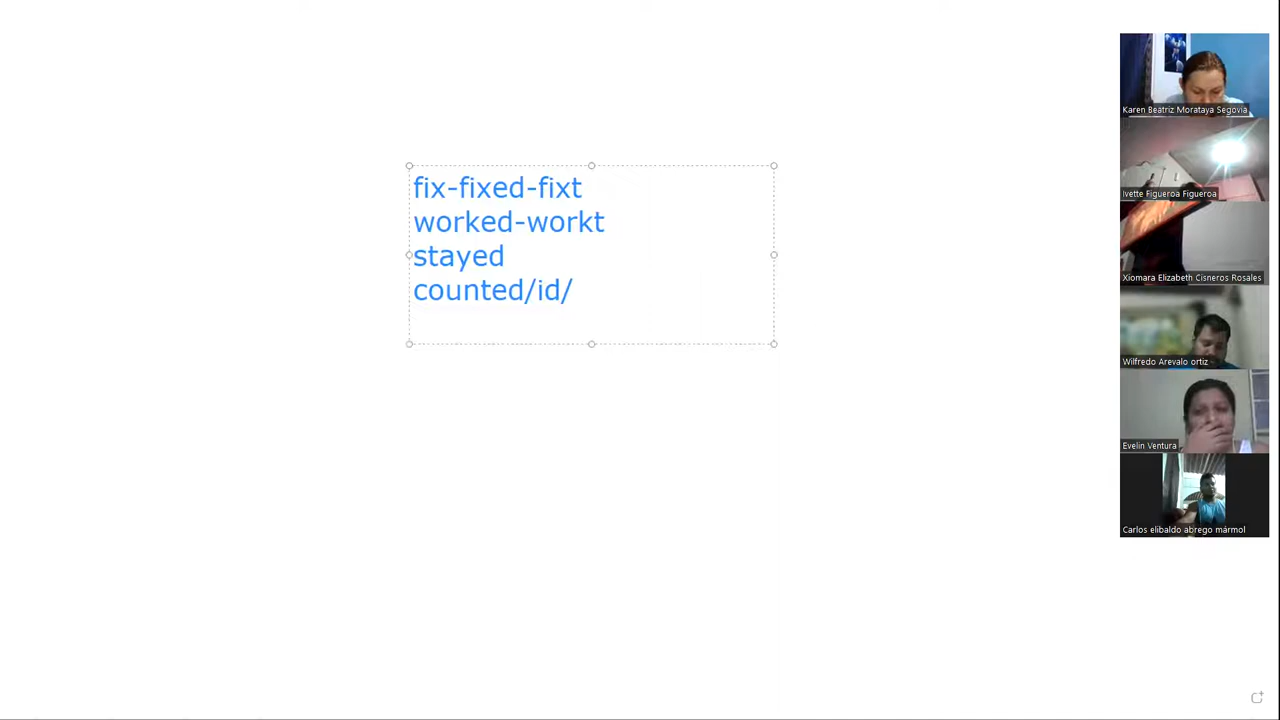 fix-fixed-fixt
worked-workt
stayed
counted/id/
Karen Beatriz Morataya Segovia
Ivette Figueroa Figueroa
Xiomara Elizabeth Cisneros Rosales
Wilfredo Arevalo ortiz
Evelin Ventura
Carlos elibaldo abrego mármol